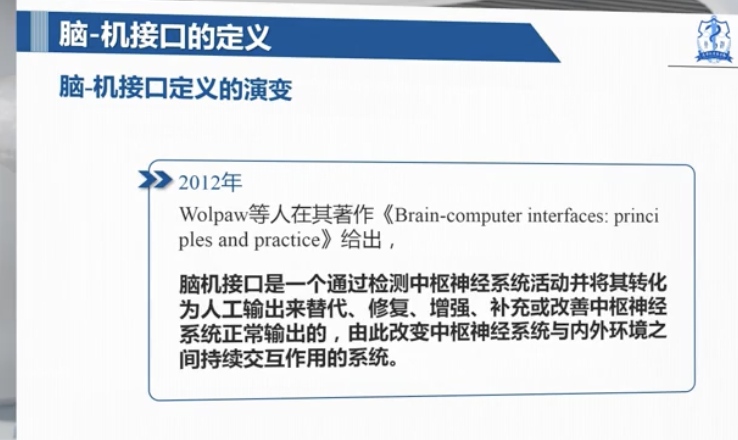 脑-机接口的定义
脑-机接口定义的演变
2012年
Wolpaw等人在其著作《Brain-computer interfaces: princi
ples and practice》给出，
脑机接口是一个通过检测中枢神经系统活动并将其转化
为人工输出来替代、修复、增强、补充或改善中枢神经
系统正常输出的，由此改变中枢神经系统与内外环境之
间持续交互作用的系统。